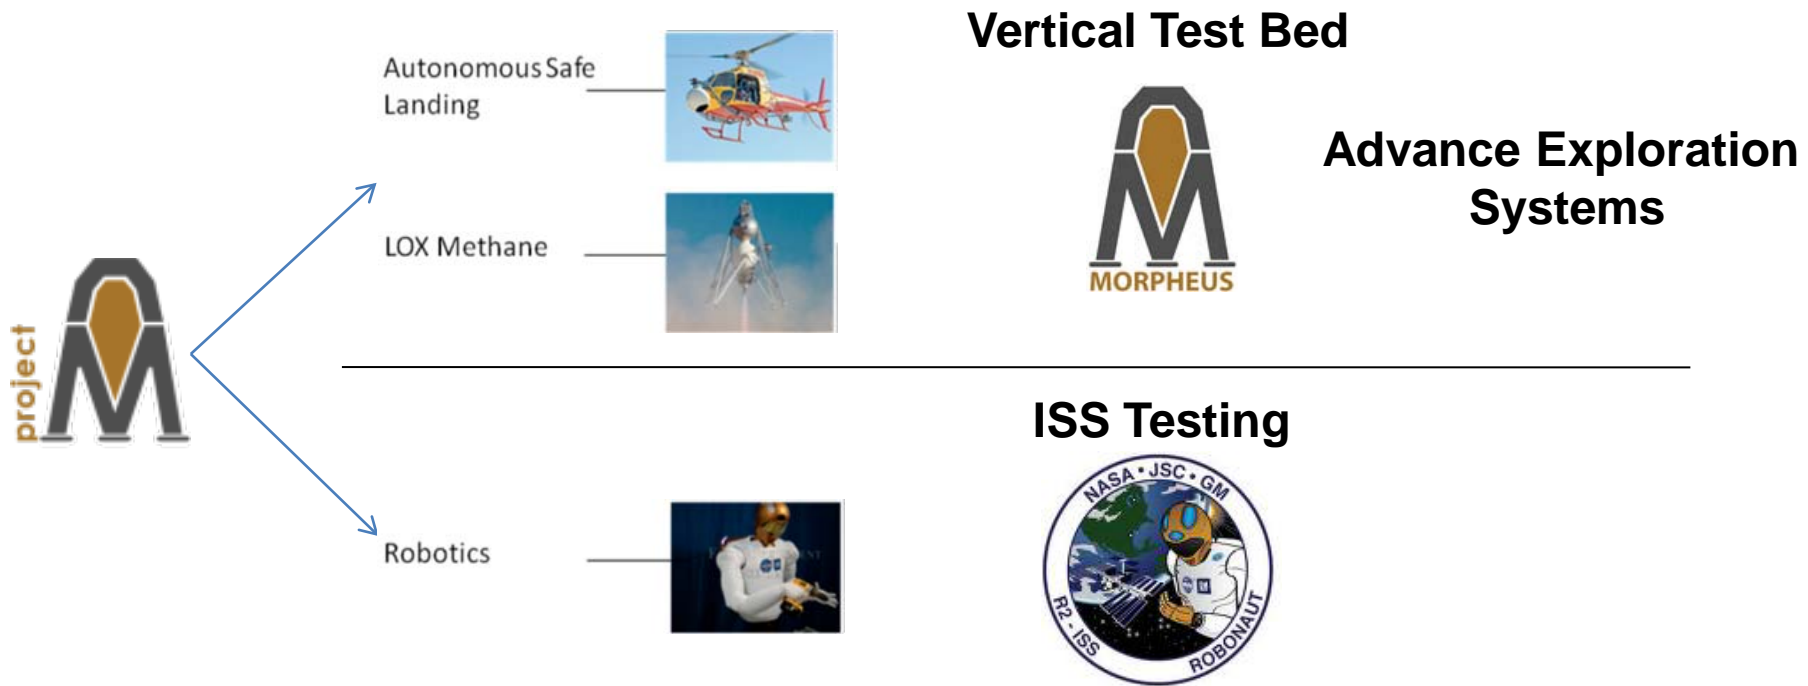 Vertical Test Bed
Autonomous Safe
Landing
Advance Exploration
Systems
LOX Methane
MORPHEUS
project
ISS Testing
NASA • JSC • GM
Robotics
R2 - ISS
ROBONAUT